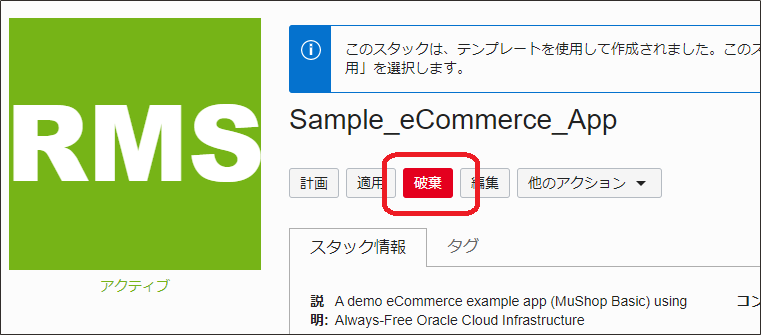 RMS
アクティブ
このスタックは、テンプレートを使用して作成されました。このス
用」を選択します。
Sample_eCommerce_App
計画 適用 破棄 編集 他のアクション
スタック情報 タグ
説 A demo eCommerce example app (MuShop Basic) using コン
明: Always-Free Oracle Cloud Infrastructure